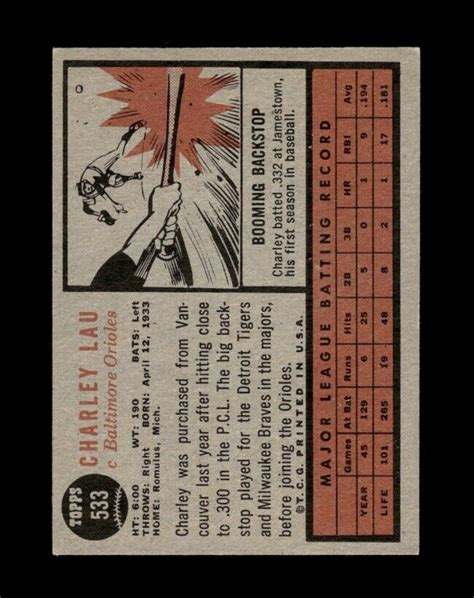 TOPPS
533
CHARLEY LAU
c Baltimore Orioles
HT: 6:00 WT: 190 BATS: Left
THROWS: Right BORN: April 12, 1933
HOME: Romulus, Mich.
Charley was purchased from Van-
couver last year after hitting close
to .300 in the P.C.L. The big back-
stop played for the Detroit Tigers
and Milwaukee Braves in the majors,
before joining the Orioles.
© T. C. G. PRINTED IN U. S. A.
O
BOOMING BACKSTOP
Charley batted .332 at Jamestown,
his first season in baseball.
MAJOR LEAGUE BATTING RECORD
Games At Bat Runs Hits 2B 3B HR RBI Avg
YEAR 45 129 6 25 5 0 1 9 .194
LIFE 101 265 19 48 8 2 1 17 .181